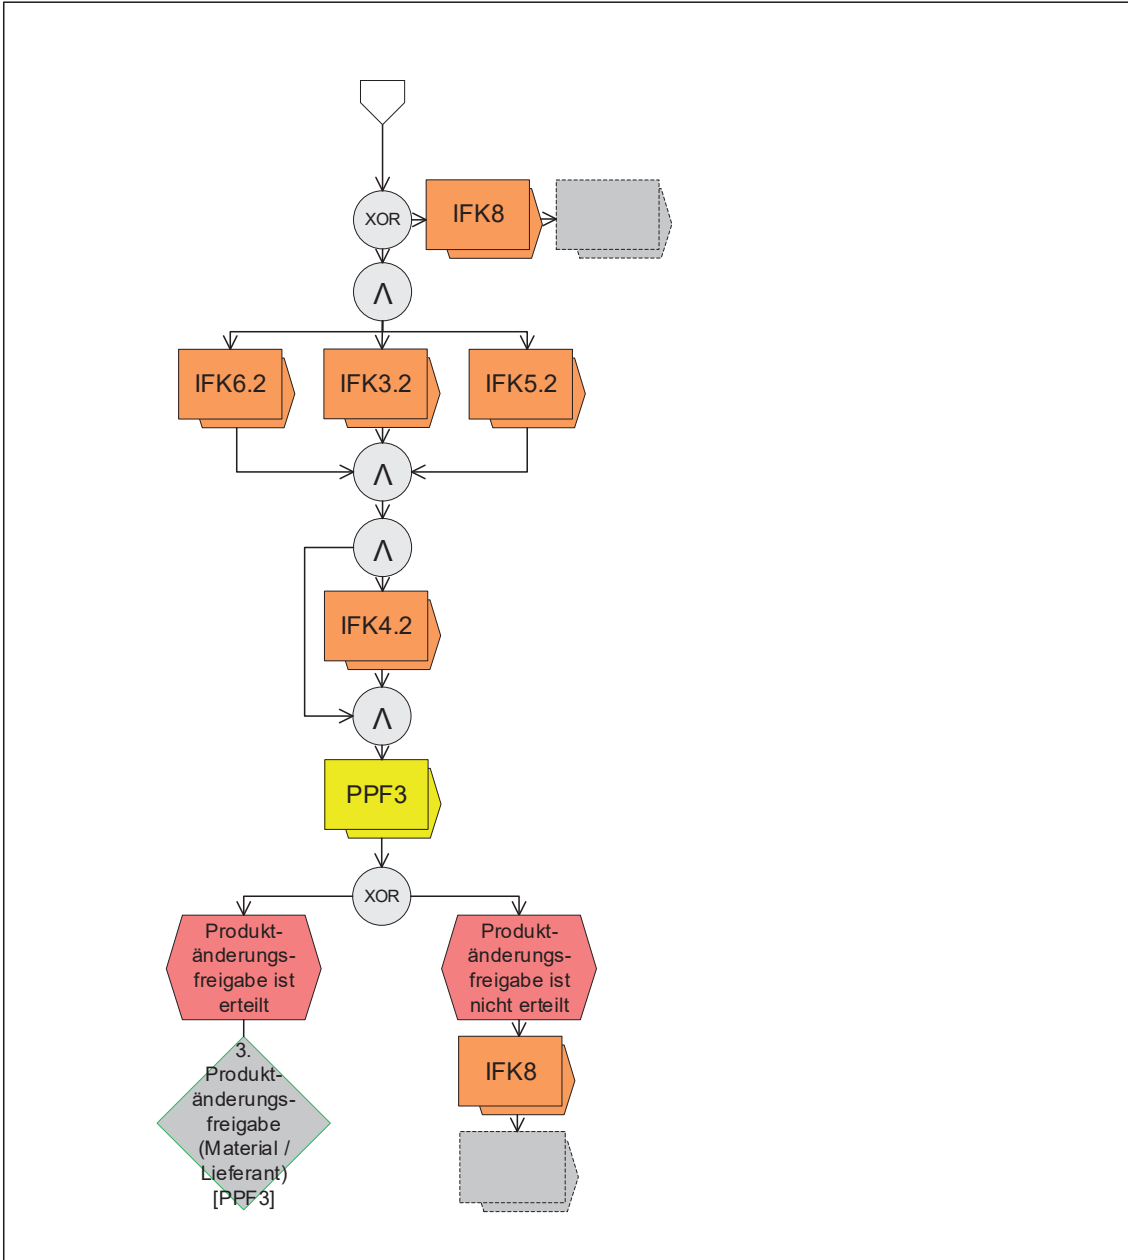 XOR
IFK8
Λ
IFK6.2
IFK3.2
IFK5.2
Λ
Λ
IFK4.2
Λ
PPF3
XOR
Produkt-
änderungs-
freigabe ist
erteilt
Produkt-
änderungs-
freigabe ist
nicht erteilt
3.
Produkt-
änderungs-
freigabe
(Material /
Lieferant)
[PPF3]
IFK8